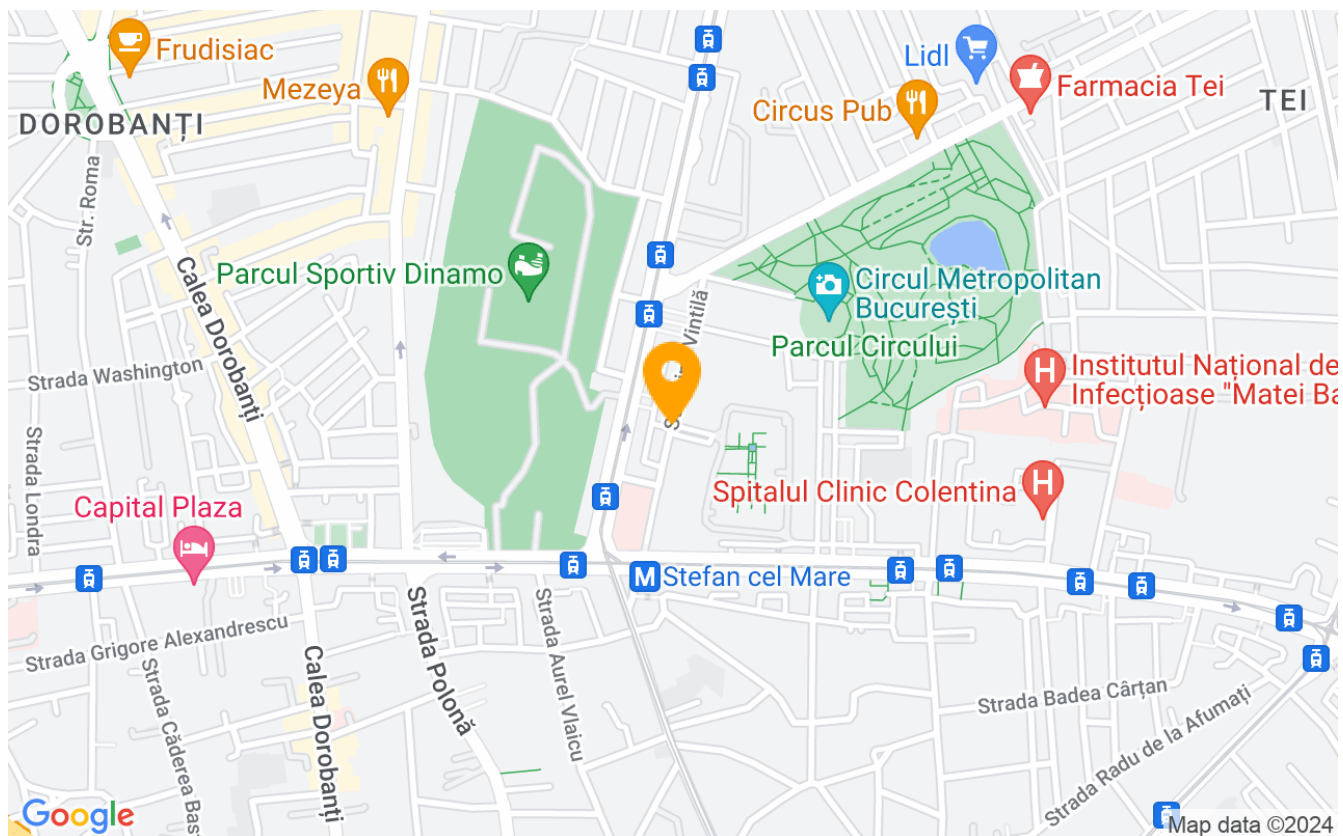 Frudisiac
Mezeya
DOROBANȚI
Str. Roma
Lidl
Circus Pub
Farmacia Tei
TEI
Calea Dorobanți
Parcul Sportiv Dinamo
Vintilă
Circul Metropolitan
București
Parcul Circului
Strada Washington
Institutul Național de
Infecțioase "Matei Ba
Strada Londra
Capital Plaza
Spitalul Clinic Colentina
M Stefan cel Mare
Strada Grigore Alexandrescu
Strada Căderea Bas
Calea Dorobanți
Strada Polonă
Strada Aurel Vlaicu
Strada Badea Cârțan
Strada Radu de la Afumați
Google
Map data ©2024
H
H